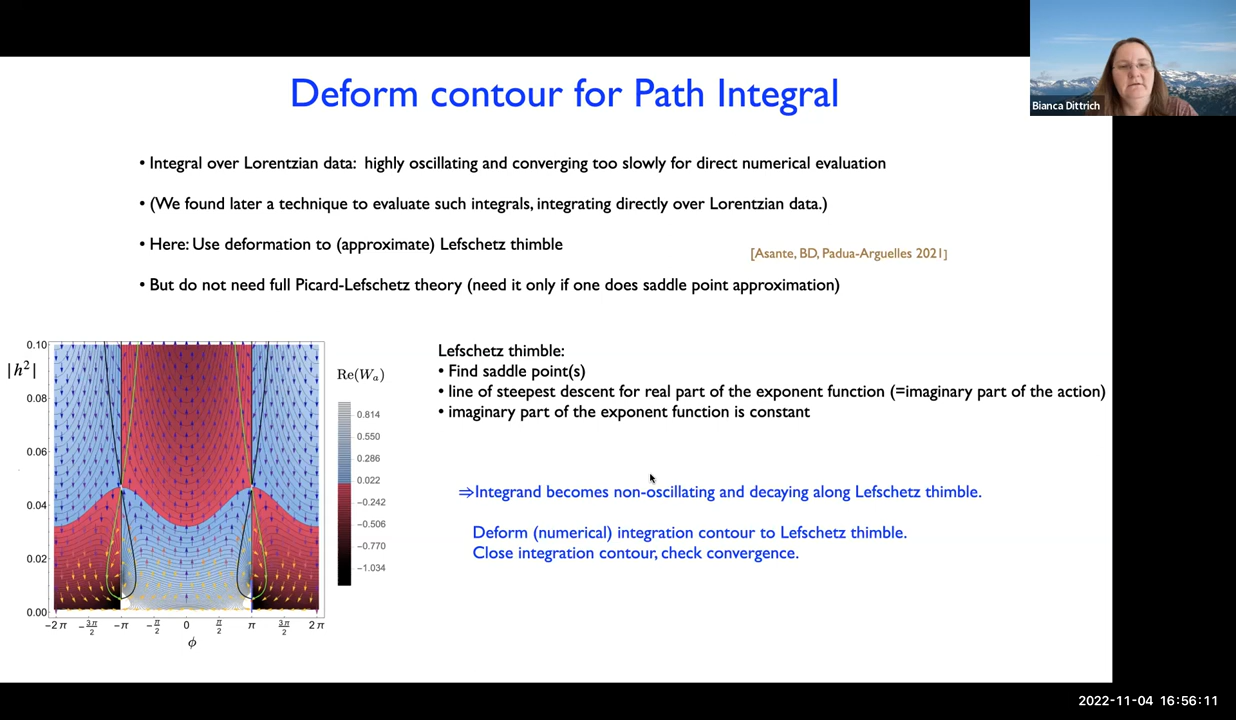 Deform contour for Path Integral
Bianca Dittrich
• Integral over Lorentzian data: highly oscillating and converging too slowly for direct numerical evaluation
• (We found later a technique to evaluate such integrals, integrating directly over Lorentzian data.)
• Here: Use deformation to (approximate) Lefschetz thimble
[Asante, BD, Padua-Arguelles 2021]
• But do not need full Picard-Lefschetz theory (need it only if one does saddle point approximation)
|h²|
0.10
0.08
0.06
0.04
0.02
0.00
−2π −3π/2 −π −π/2 0 π/2 π 3π/2 2π
ϕ
Re(Wₐ)
0.814
0.550
0.286
0.022
−0.242
−0.506
−0.770
−1.034
Lefschetz thimble:
• Find saddle point(s)
• line of steepest descent for real part of the exponent function (=imaginary part of the action)
• imaginary part of the exponent function is constant
⇒Integrand becomes non-oscillating and decaying along Lefschetz thimble.
Deform (numerical) integration contour to Lefschetz thimble.
Close integration contour, check convergence.
2022-11-04 16:56:11